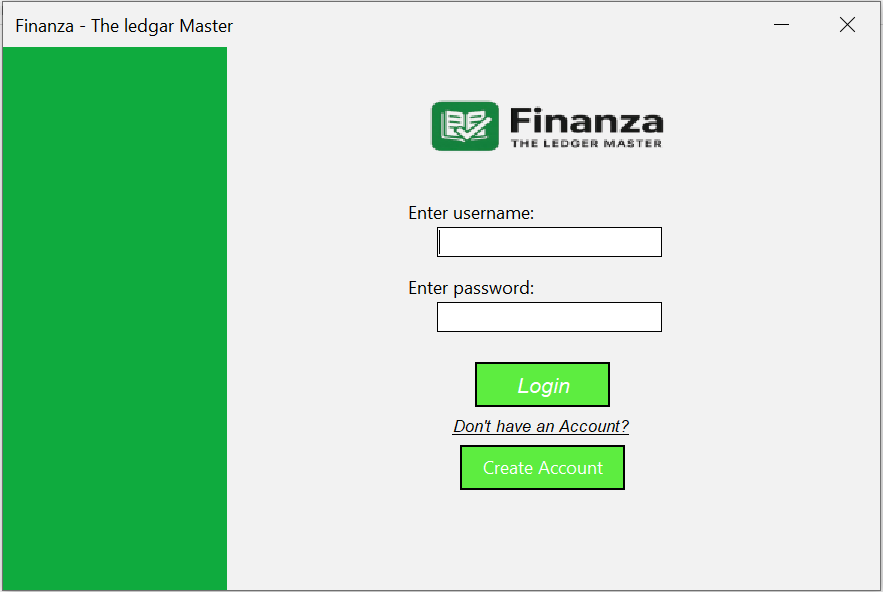 Finanza - The ledgar Master
Finanza
THE LEDGER MASTER
Enter username:
Enter password:
Login
Don't have an Account?
Create Account